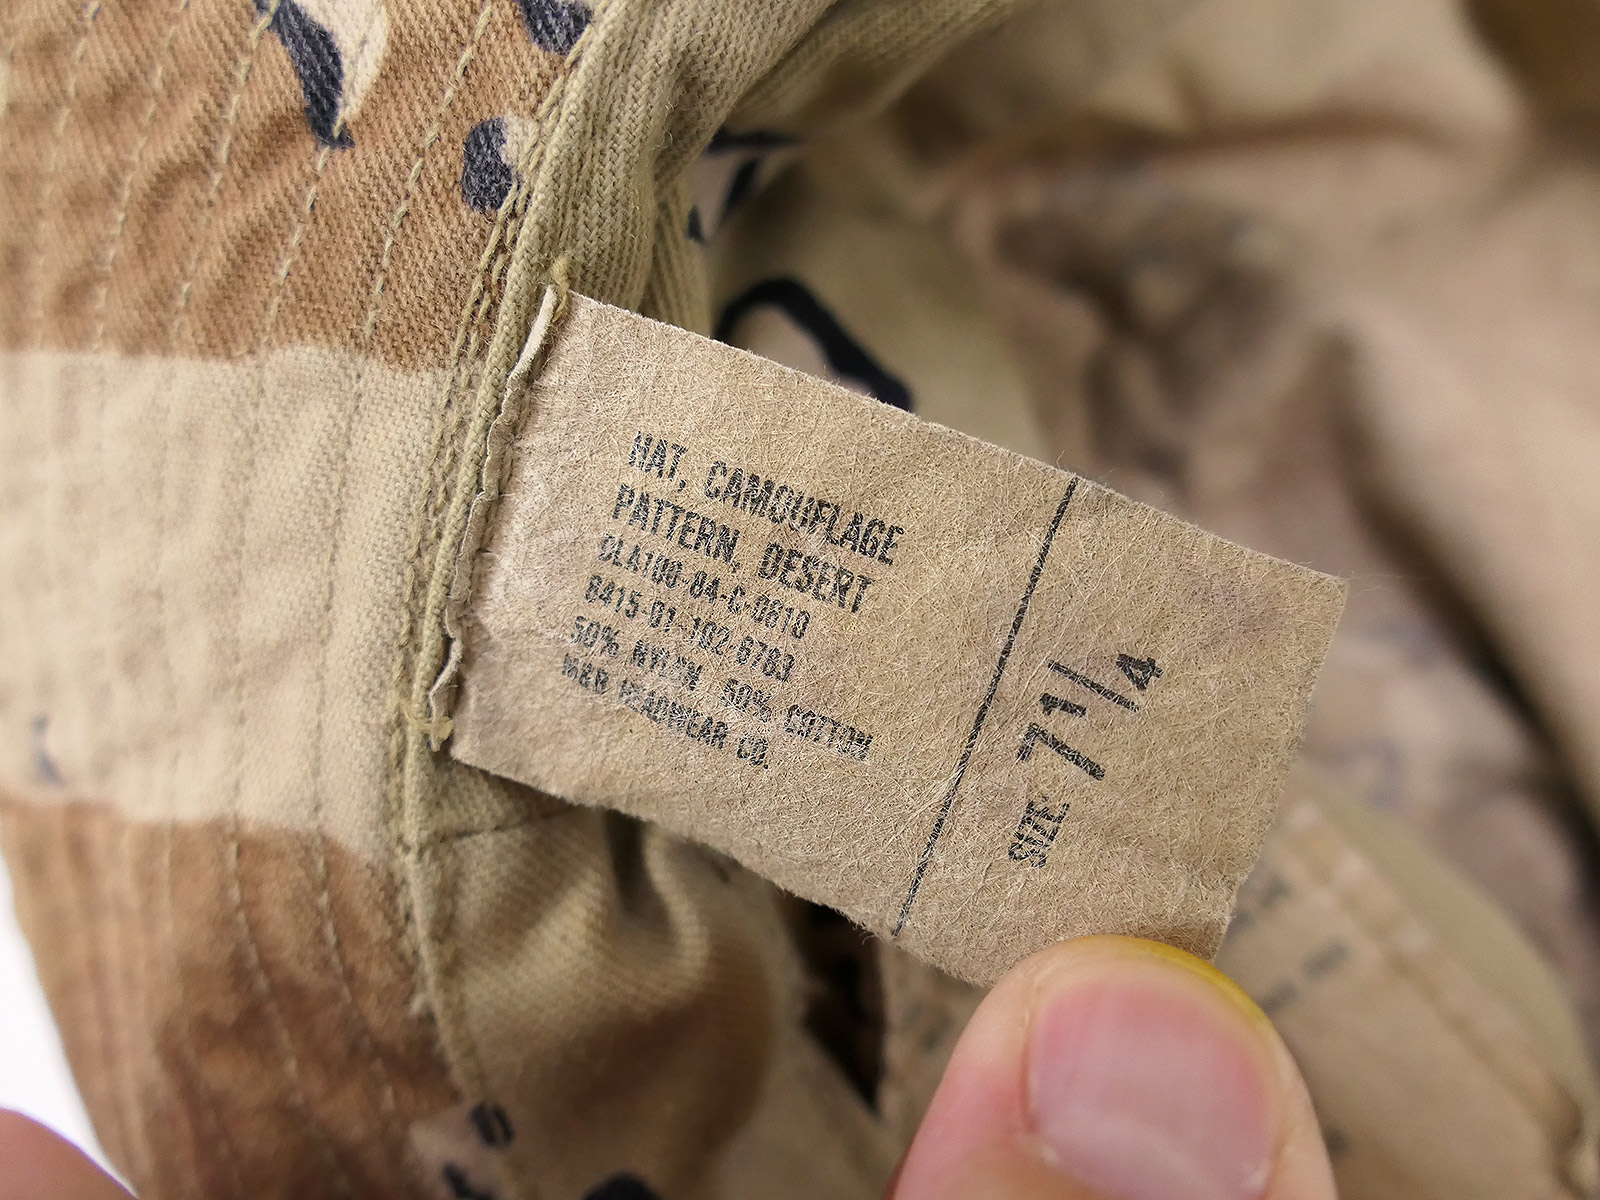 HAT, CAMOUFLAGE
PATTERN, DESERT
DLA100-84-C-0810
8415-01-102-6783
50% NYLON 50% COTTON
M&B HEADWEAR CO.
SIZE: 7 1/4